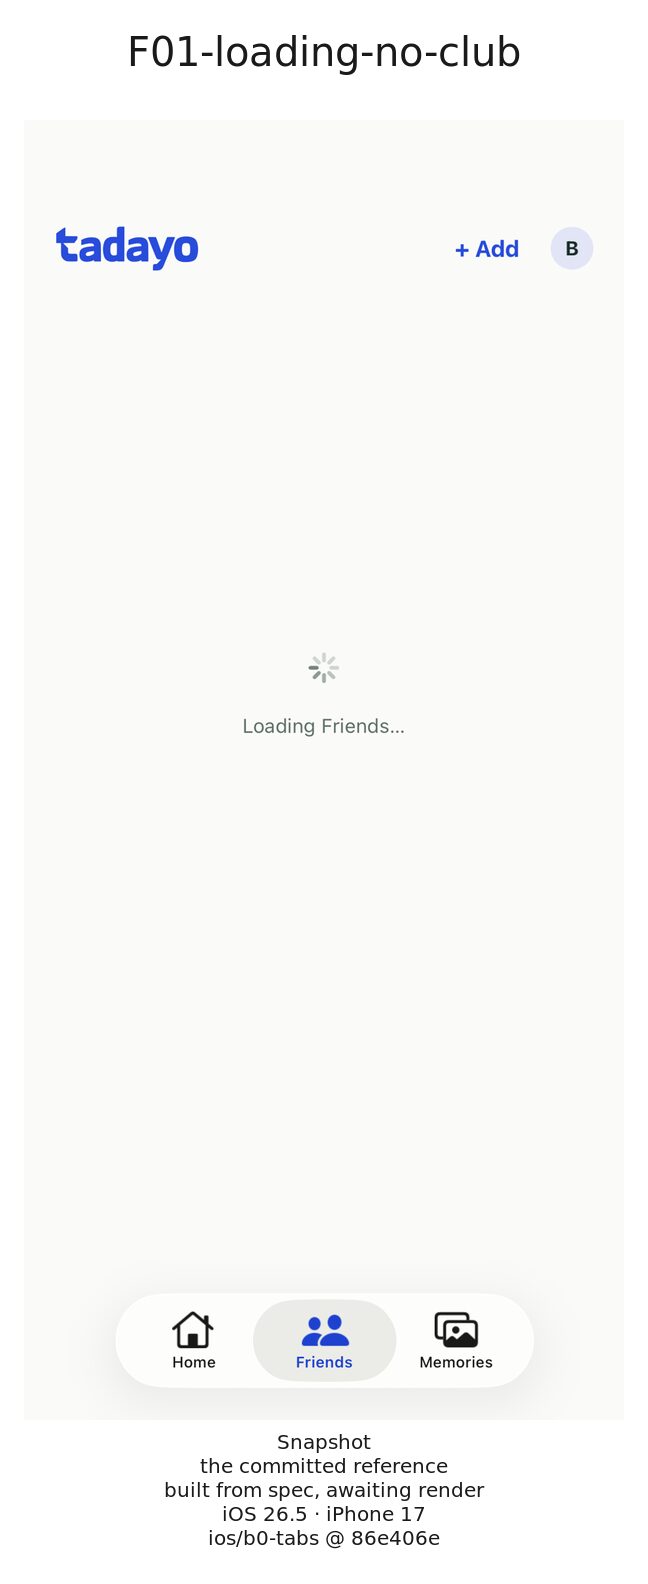 F01-loading-no-club
tadayo
+ Add
B
Loading Friends...
Home
Friends
Memories
Snapshot
the committed reference
built from spec, awaiting render
iOS 26.5 · iPhone 17
ios/b0-tabs @ 86e406e